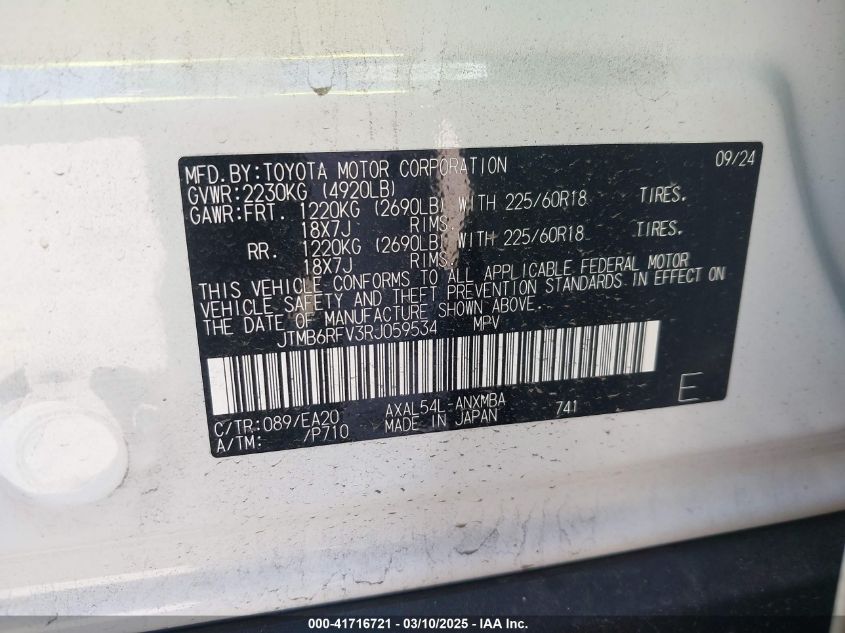 MFD.BY:TOYOTA MOTOR CORPORATION 09/24
GVWR:2230KG (4920LB)
GAWR:FRT. 1220KG (2690LB) WITH 225/60R18 TIRES.
18X7J RIMS.
RR. 1220KG (2690LB) WITH 225/60R18 TIRES.
18X7J RIMS.
THIS VEHICLE CONFORMS TO ALL APPLICABLE FEDERAL MOTOR
VEHICLE SAFETY AND THEFT PREVENTION STANDARDS IN EFFECT ON
THE DATE OF MANUFACTURE SHOWN ABOVE.
JTMB6RFV3RJ059534 MPV
C/TR:089/EA20 AXAL54L-ANXMBA 741 E
A/TM: /P710 MADE IN JAPAN
000-41716721 - 03/10/2025 - IAA Inc.